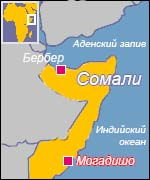 Аденский залив
Бербер
Сомали
Индийский
океан
Могадишо